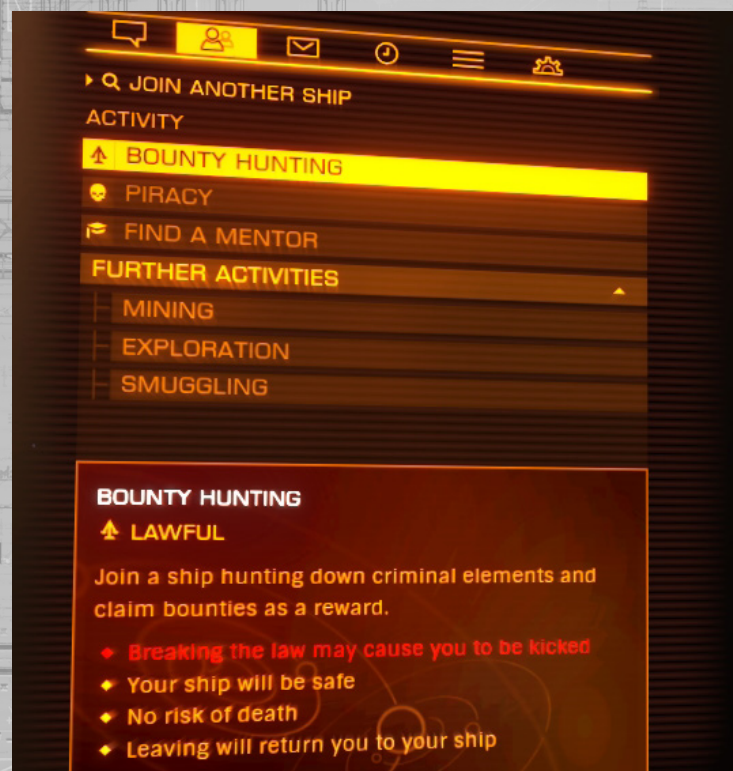 JOIN ANOTHER SHIP
ACTIVITY
BOUNTY HUNTING
PIRACY
FIND A MENTOR
FURTHER ACTIVITIES
MINING
EXPLORATION
SMUGGLING
BOUNTY HUNTING
LAWFUL
Join a ship hunting down criminal elements and
claim bounties as a reward.
Breaking the law may cause you to be kicked
Your ship will be safe
No risk of death
Leaving will return you to your ship